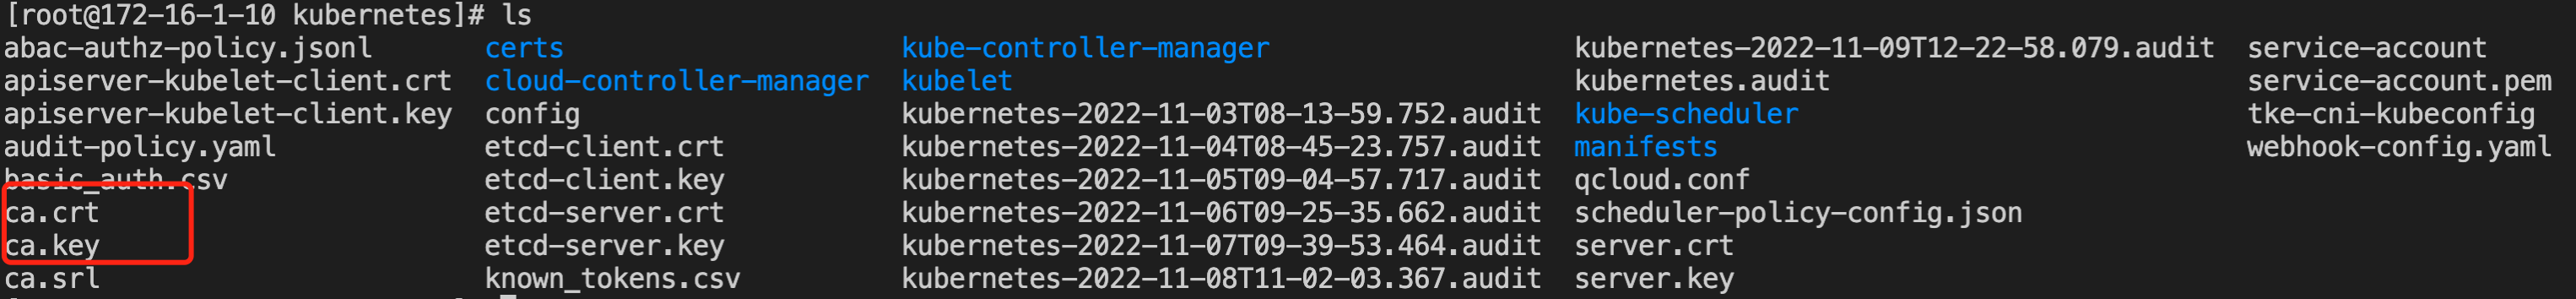 [root@172-16-1-10 kubernetes]# ls
abac-authz-policy.jsonl certs kube-controller-manager kubernetes-2022-11-09T12-22-58.079.audit service-account
apiserver-kubelet-client.crt cloud-controller-manager kubelet kubernetes.audit service-account.pem
apiserver-kubelet-client.key config kubernetes-2022-11-03T08-13-59.752.audit kube-scheduler tke-cni-kubeconfig
audit-policy.yaml etcd-client.crt kubernetes-2022-11-04T08-45-23.757.audit manifests webhook-config.yaml
basic_auth.csv etcd-client.key kubernetes-2022-11-05T09-04-57.717.audit qcloud.conf
ca.crt etcd-server.crt kubernetes-2022-11-06T09-25-35.662.audit scheduler-policy-config.json
ca.key etcd-server.key kubernetes-2022-11-07T09-39-53.464.audit server.crt
ca.srl known_tokens.csv kubernetes-2022-11-08T11-02-03.367.audit server.key